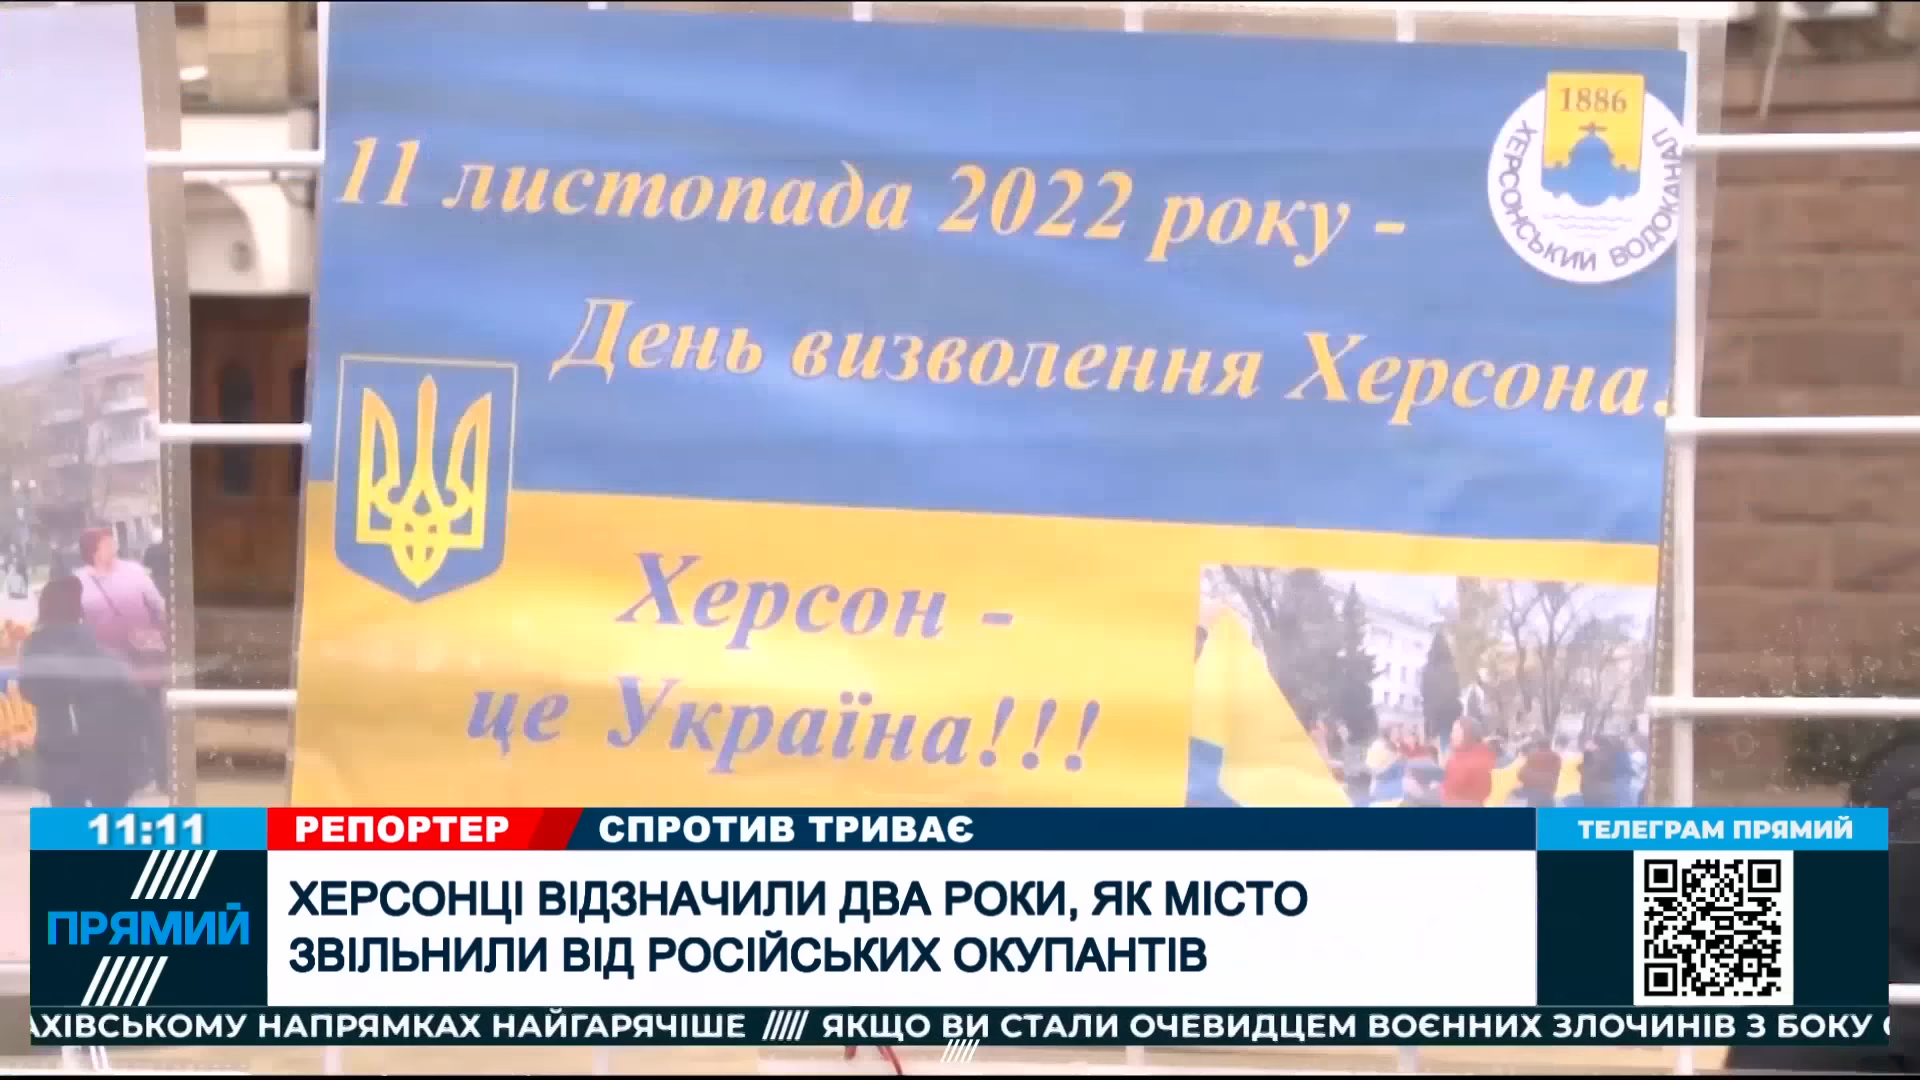 1886
ХЕРСОНСЬКИЙ ВОДОКАНАЛ
11 листопада 2022 року -
День визволення Херсона!
Херсон -
це Україна!!!
11:11
РЕПОРТЕР
СПРОТИВ ТРИВАЄ
ТЕЛЕГРАМ ПРЯМИЙ
ПРЯМИЙ
ХЕРСОНЦІ ВІДЗНАЧИЛИ ДВА РОКИ, ЯК МІСТО
ЗВІЛЬНИЛИ ВІД РОСІЙСЬКИХ ОКУПАНТІВ
АХІВСЬКОМУ НАПРЯМКАХ НАЙГАРЯЧІШЕ ///// ЯКЩО ВИ СТАЛИ ОЧЕВИДЦЕМ ВОЄННИХ ЗЛОЧИНІВ З БОКУ